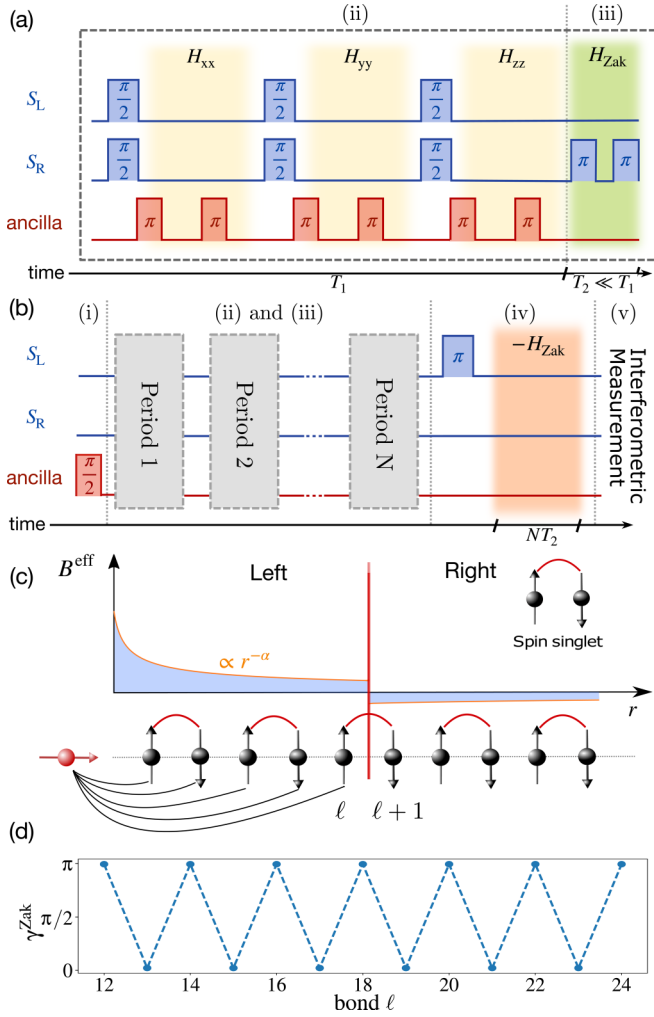 (a) (ii) (iii)
H_xx H_yy H_zz H_Zak
S_L π/2 π/2 π/2
S_R π/2 π/2 π/2 π π
ancilla π π π π π π
time T_1 T_2 ≪ T_1
(b) (i) (ii) and (iii) (iv) (v)
S_L π −H_Zak
S_R
Period 1 Period 2 Period N
Interferometric
Measurement
ancilla π/2
time NT_2
(c) B^eff Left Right
∝ r^−α
Spin singlet
r
ℓ ℓ + 1
(d)
γ^Zak
π
π/2
0
12 14 16 18 20 22 24
bond ℓ